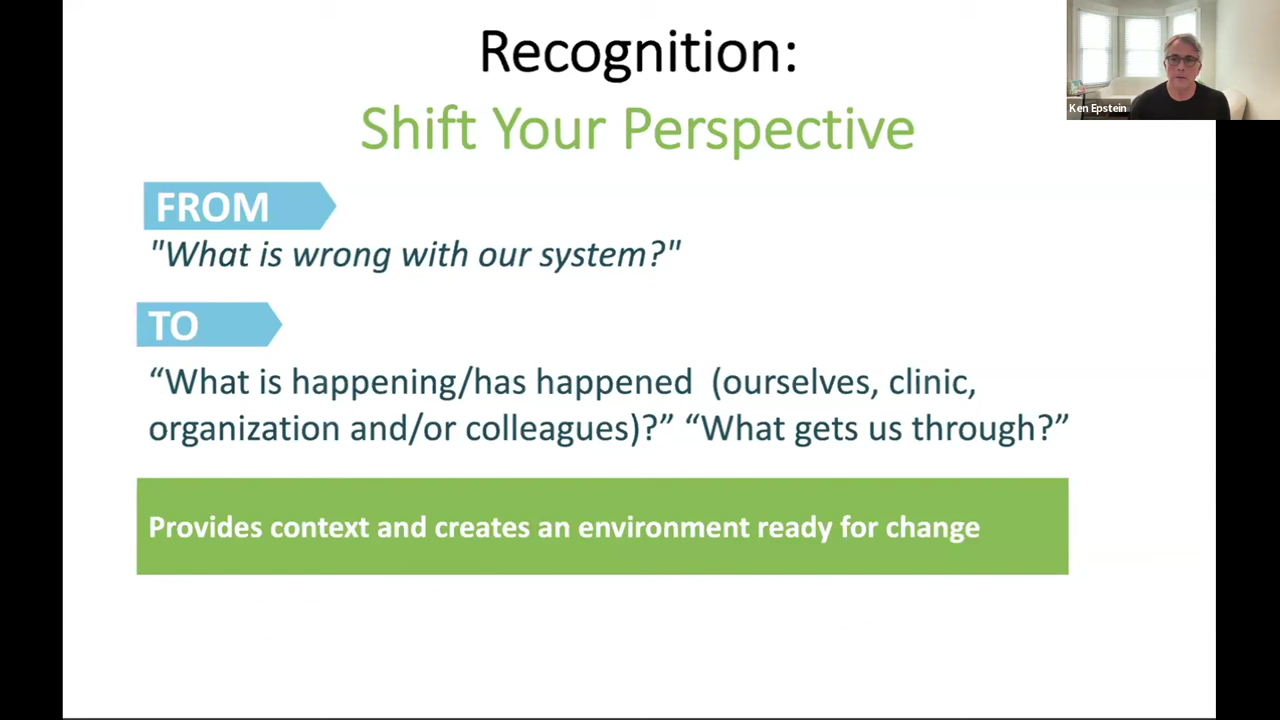 Recognition:
Shift Your Perspective
Ken Epstein
FROM
"What is wrong with our system?"
TO
“What is happening/has happened  (ourselves, clinic,
organization and/or colleagues)?” “What gets us through?”
Provides context and creates an environment ready for change